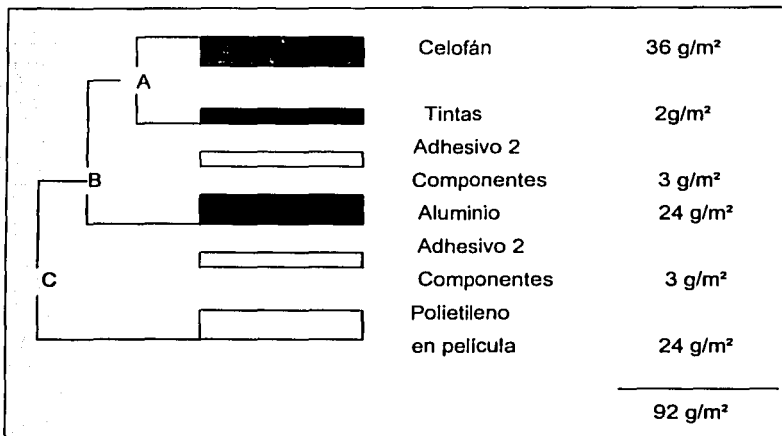 Celofán 36 g/m²
A
Tintas 2g/m²
Adhesivo 2
B Componentes 3 g/m²
Aluminio 24 g/m²
Adhesivo 2
C Componentes 3 g/m²
Polietileno
en película 24 g/m²
92 g/m²